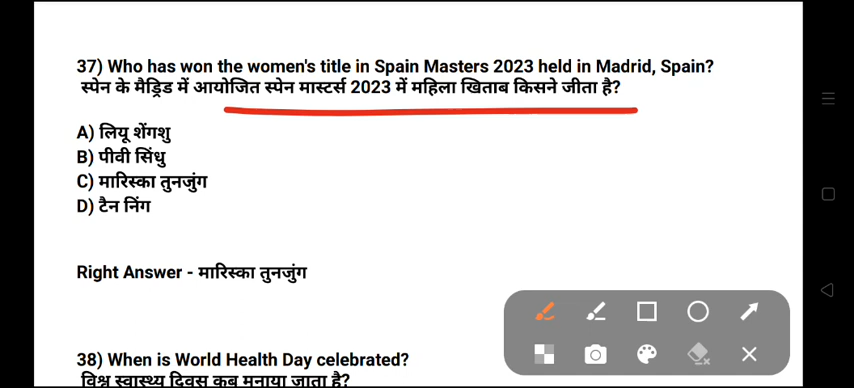 37) Who has won the women's title in Spain Masters 2023 held in Madrid, Spain?
स्पेन के मैड्रिड में आयोजित स्पेन मास्टर्स 2023 में महिला खिताब किसने जीता है?
A) लियू शेंगशु
B) पीवी सिंधु
C) मारिस्का तुनजुंग
D) टैन निंग
Right Answer - मारिस्का तुनजुंग
38) When is World Health Day celebrated?
विश्व स्वास्थ्य दिवस कब मनाया जाता है?